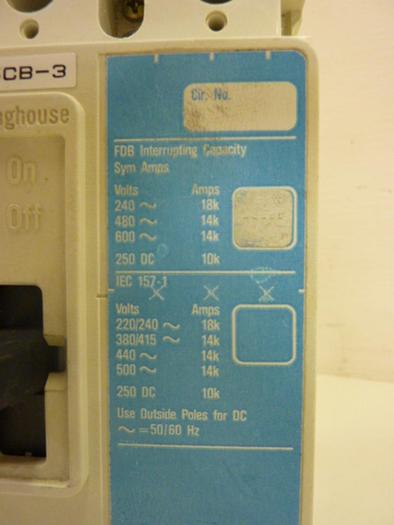 CB-3
nghouse
On
Off
Cir. No.
FDB Interrupting Capacity
Sym Amps
Volts Amps
240 ~ 18k
480 ~ 14k
600 ~ 14k
250 DC 10k
IEC 157-1
Volts Amps
220/240 ~ 18k
380/415 ~ 14k
440 ~ 14k
500 ~ 14k
250 DC 10k
Use Outside Poles for DC
~ = 50/60 Hz